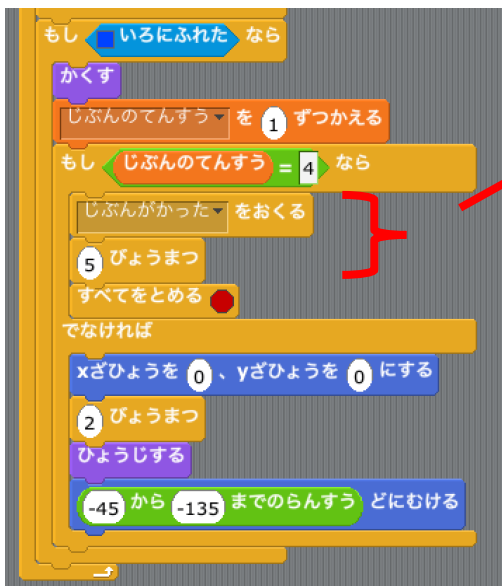 もし いろにふれた なら
かくす
じぶんのてんすう を 1 ずつかえる
もし じぶんのてんすう = 4 なら
じぶんがかった をおくる
5 びょうまつ
すべてをとめる
でなければ
xざひょうを 0 、yざひょうを 0 にする
2 びょうまつ
ひょうじする
-45 から -135 までのらんすう どにむける